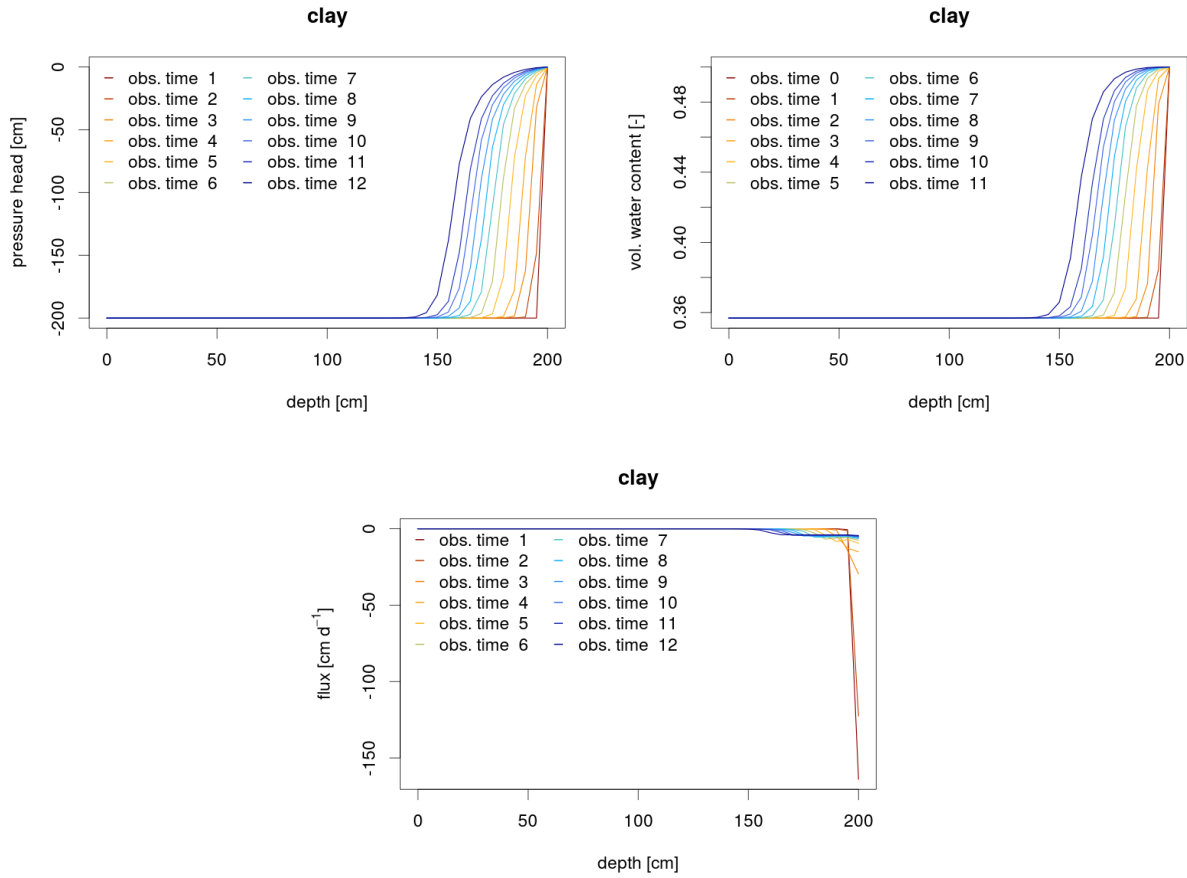 clay
pressure head [cm]
0
-50
-100
-150
-200
obs. time 1
obs. time 2
obs. time 3
obs. time 4
obs. time 5
obs. time 6
obs. time 7
obs. time 8
obs. time 9
obs. time 10
obs. time 11
obs. time 12
0 50 100 150 200
depth [cm]
clay
vol. water content [-]
0.48
0.44
0.40
0.36
obs. time 0
obs. time 1
obs. time 2
obs. time 3
obs. time 4
obs. time 5
obs. time 6
obs. time 7
obs. time 8
obs. time 9
obs. time 10
obs. time 11
0 50 100 150 200
depth [cm]
clay
flux [cm d⁻¹]
0
-50
-100
-150
obs. time 1
obs. time 2
obs. time 3
obs. time 4
obs. time 5
obs. time 6
obs. time 7
obs. time 8
obs. time 9
obs. time 10
obs. time 11
obs. time 12
0 50 100 150 200
depth [cm]